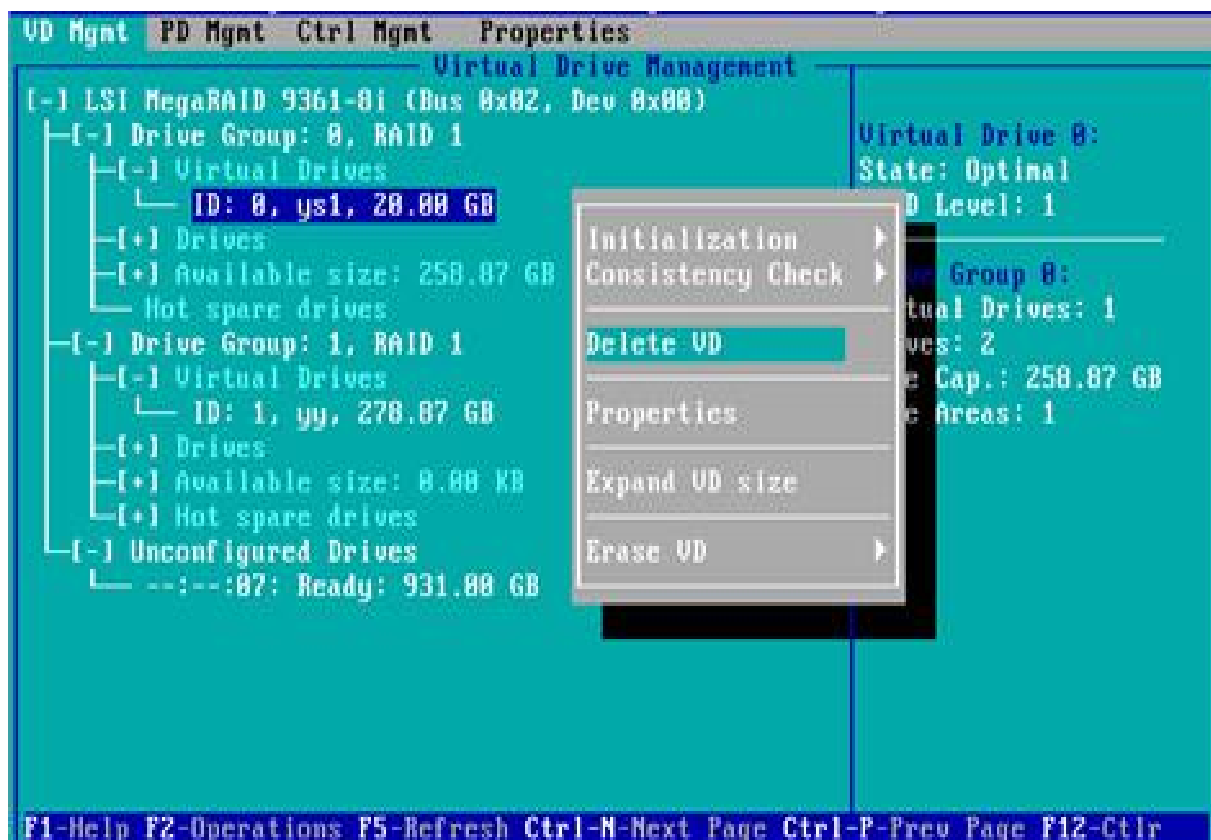 VD Mgmt PD Mgmt Ctrl Mgmt Properties
Virtual Drive Management
[-] LSI MegaRAID 9361-8i (Bus 0x02, Dev 0x00)
[-] Drive Group: 0, RAID 1
[-] Virtual Drives
ID: 0, ys1, 20.00 GB
[+] Drives
[+] Available size: 258.87 GB
Hot spare drives
[-] Drive Group: 1, RAID 1
[-] Virtual Drives
ID: 1, yy, 278.87 GB
[+] Drives
[+] Available size: 0.00 KB
[+] Hot spare drives
[-] Unconfigured Drives
--:--:07: Ready: 931.00 GB
Initialization
Consistency Check
Delete VD
Properties
Expand VD size
Erase VD
Virtual Drive 0:
State: Optimal
D Level: 1
Group 0:
tual Drives: 1
ves: 2
e Cap.: 258.87 GB
e Areas: 1
F1-Help F2-Operations F5-Refresh Ctrl-N-Next Page Ctrl-P-Prev Page F12-Ctlr